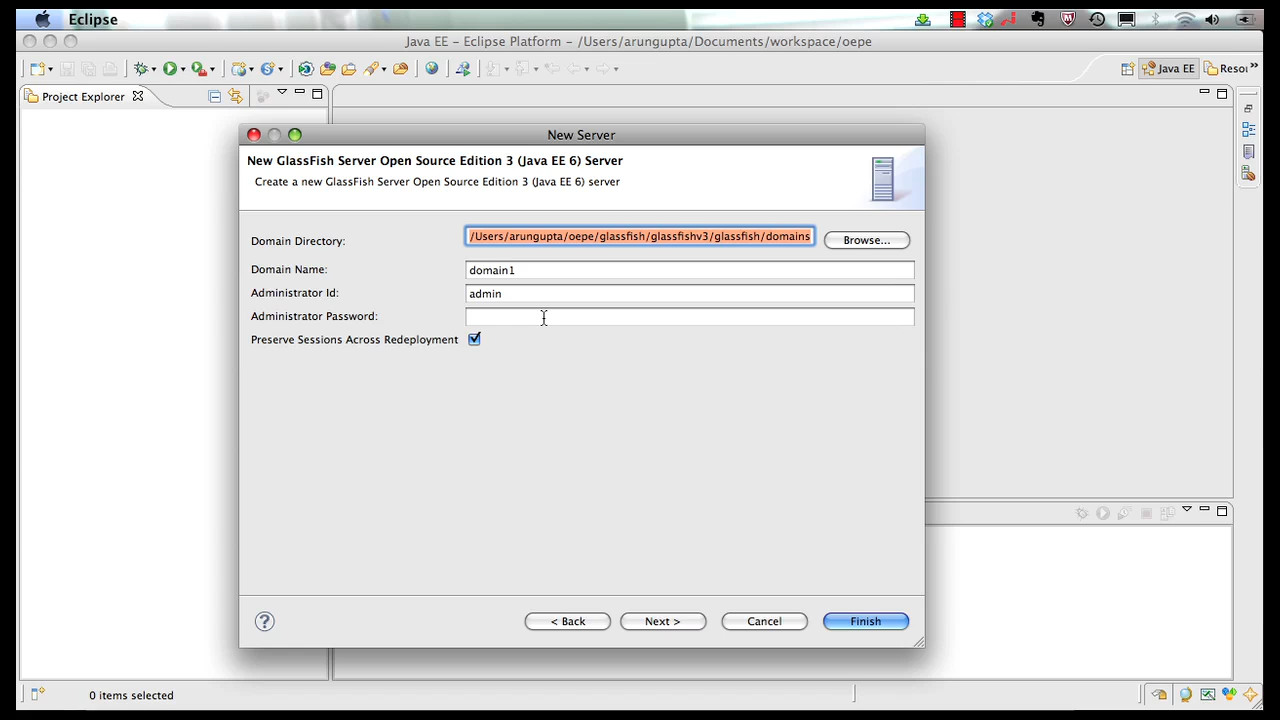 Eclipse
Java EE – Eclipse Platform – /Users/arungupta/Documents/workspace/oepe
Java EE
Resoı
Project Explorer
New Server
New GlassFish Server Open Source Edition 3 (Java EE 6) Server
Create a new GlassFish Server Open Source Edition 3 (Java EE 6) server
Domain Directory: /Users/arungupta/oepe/glassfish/glassfishv3/glassfish/domains Browse...
Domain Name: domain1
Administrator Id: admin
Administrator Password:
Preserve Sessions Across Redeployment
? < Back Next > Cancel Finish
0 items selected